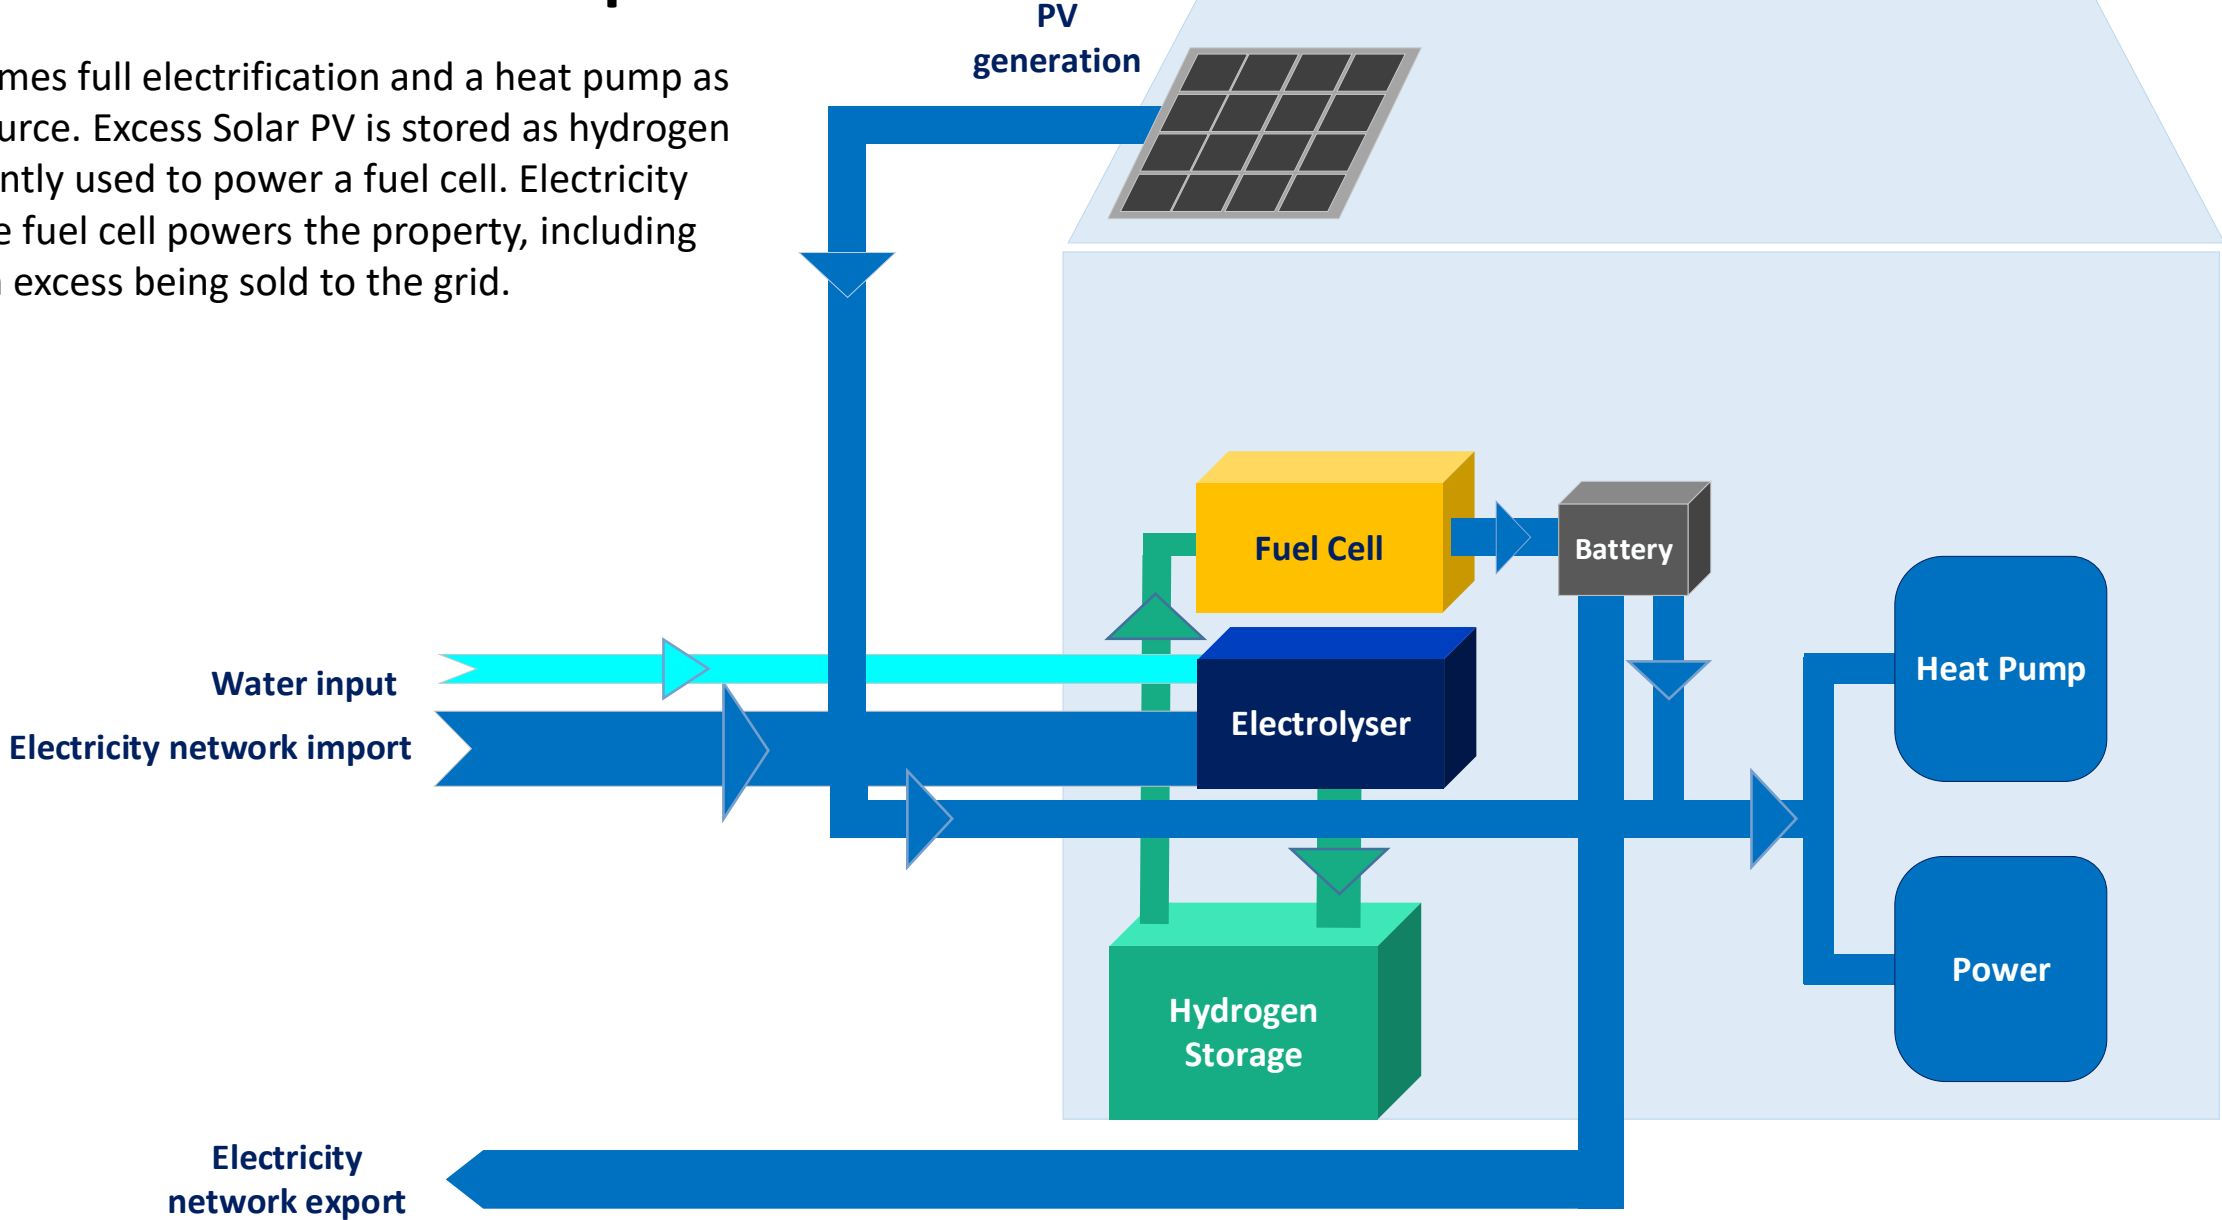 PV
generation
mes full electrification and a heat pump as
urce. Excess Solar PV is stored as hydrogen
ntly used to power a fuel cell. Electricity
e fuel cell powers the property, including
excess being sold to the grid.
Fuel Cell
Battery
Water input
Electrolyser
Heat Pump
Electricity network import
Hydrogen
Storage
Power
Electricity
network export